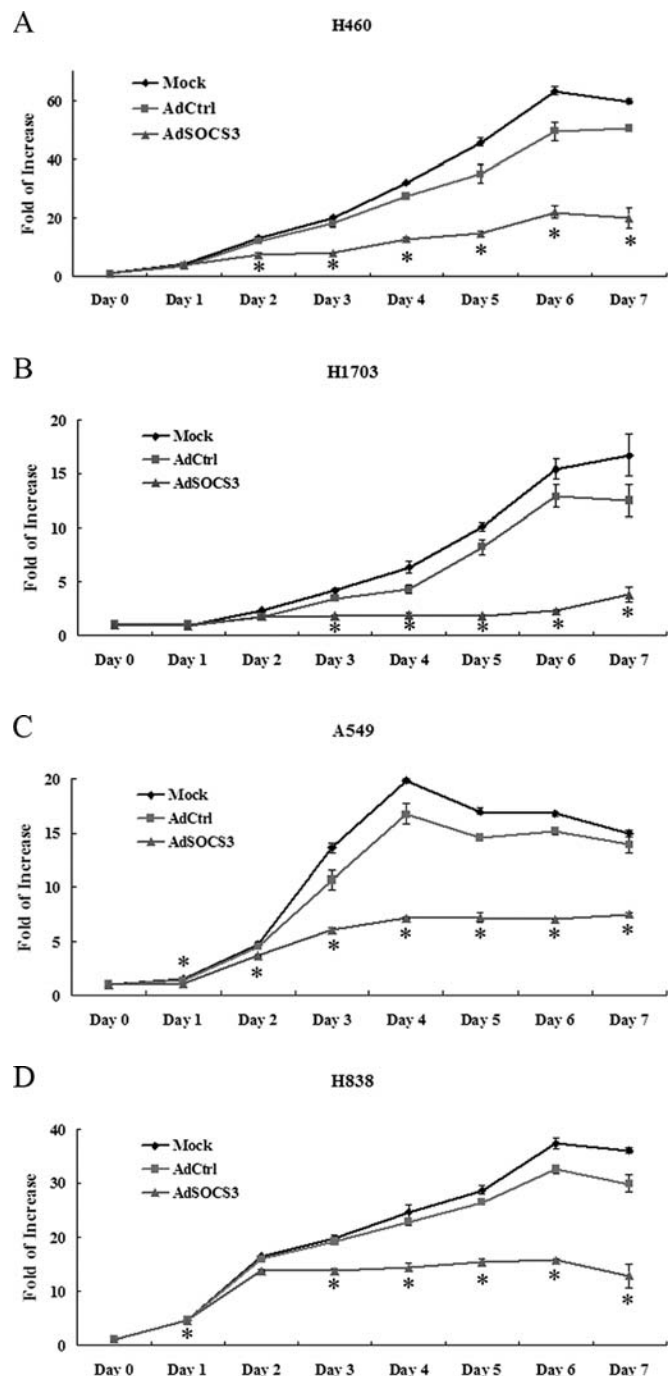 A
H460
Mock
AdCtrl
AdSOCS3
Fold of Increase
60
40
20
0
* * * * * *
Day 0 Day 1 Day 2 Day 3 Day 4 Day 5 Day 6 Day 7
B
H1703
Mock
AdCtrl
AdSOCS3
Fold of Increase
20
15
10
5
0
* * * * *
Day 0 Day 1 Day 2 Day 3 Day 4 Day 5 Day 6 Day 7
C
A549
Mock
AdCtrl
AdSOCS3
Fold of Increase
20
15
10
5
0
* * * * * * *
Day 0 Day 1 Day 2 Day 3 Day 4 Day 5 Day 6 Day 7
D
H838
Mock
AdCtrl
AdSOCS3
Fold of Increase
40
30
20
10
0
* * * * * *
Day 0 Day 1 Day 2 Day 3 Day 4 Day 5 Day 6 Day 7